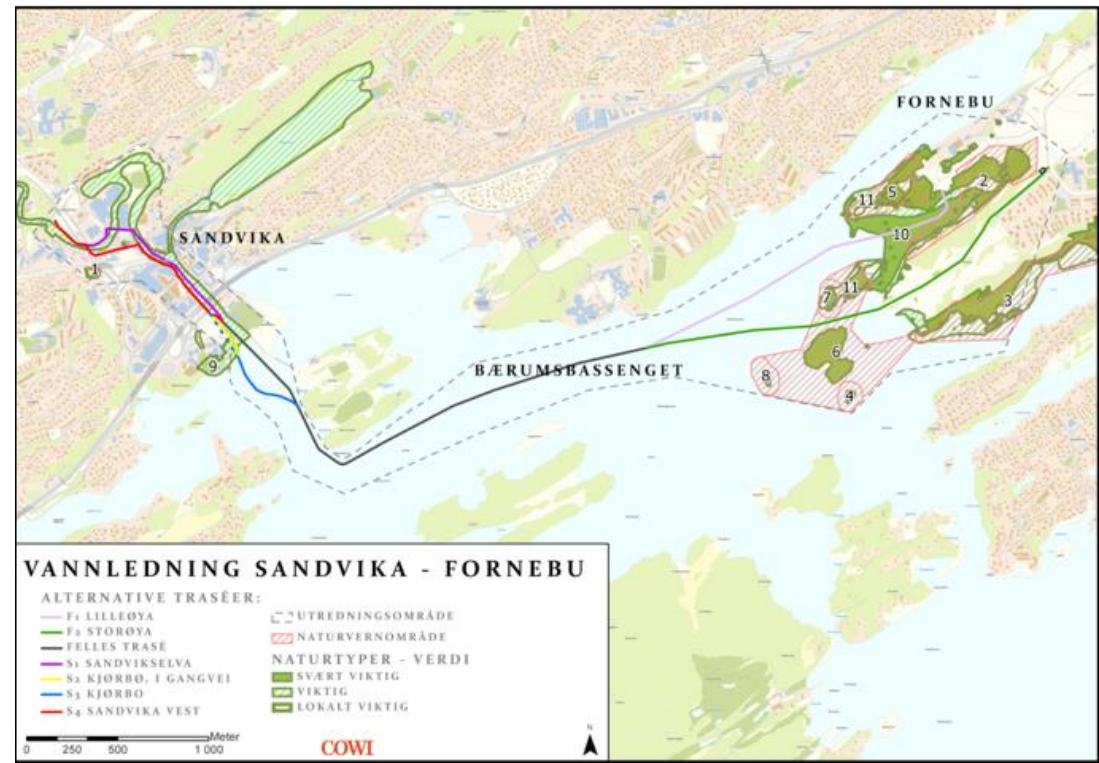 FORNEBU
2
5
11
10
SANDVIKA
1
11
7
3
6
9
BÆRUMSBASSENGET
8
4
VANNLEDNING SANDVIKA - FORNEBU
ALTERNATIVE TRASÉER:
F1 LILLEØYA
F2 STORØYA
FELLES TRASÉ
S1 SANDVIKSELVA
S2 KJØRBØ, I GANGVEI
S3 KJØRBO
S4 SANDVIKA VEST
UTREDNINGSOMRÅDE
NATURVERNOMRÅDE
NATURTYPER - VERDI
SVÆRT VIKTIG
VIKTIG
LOKALT VIKTIG
Meter
0 250 500 1 000
COWI
N